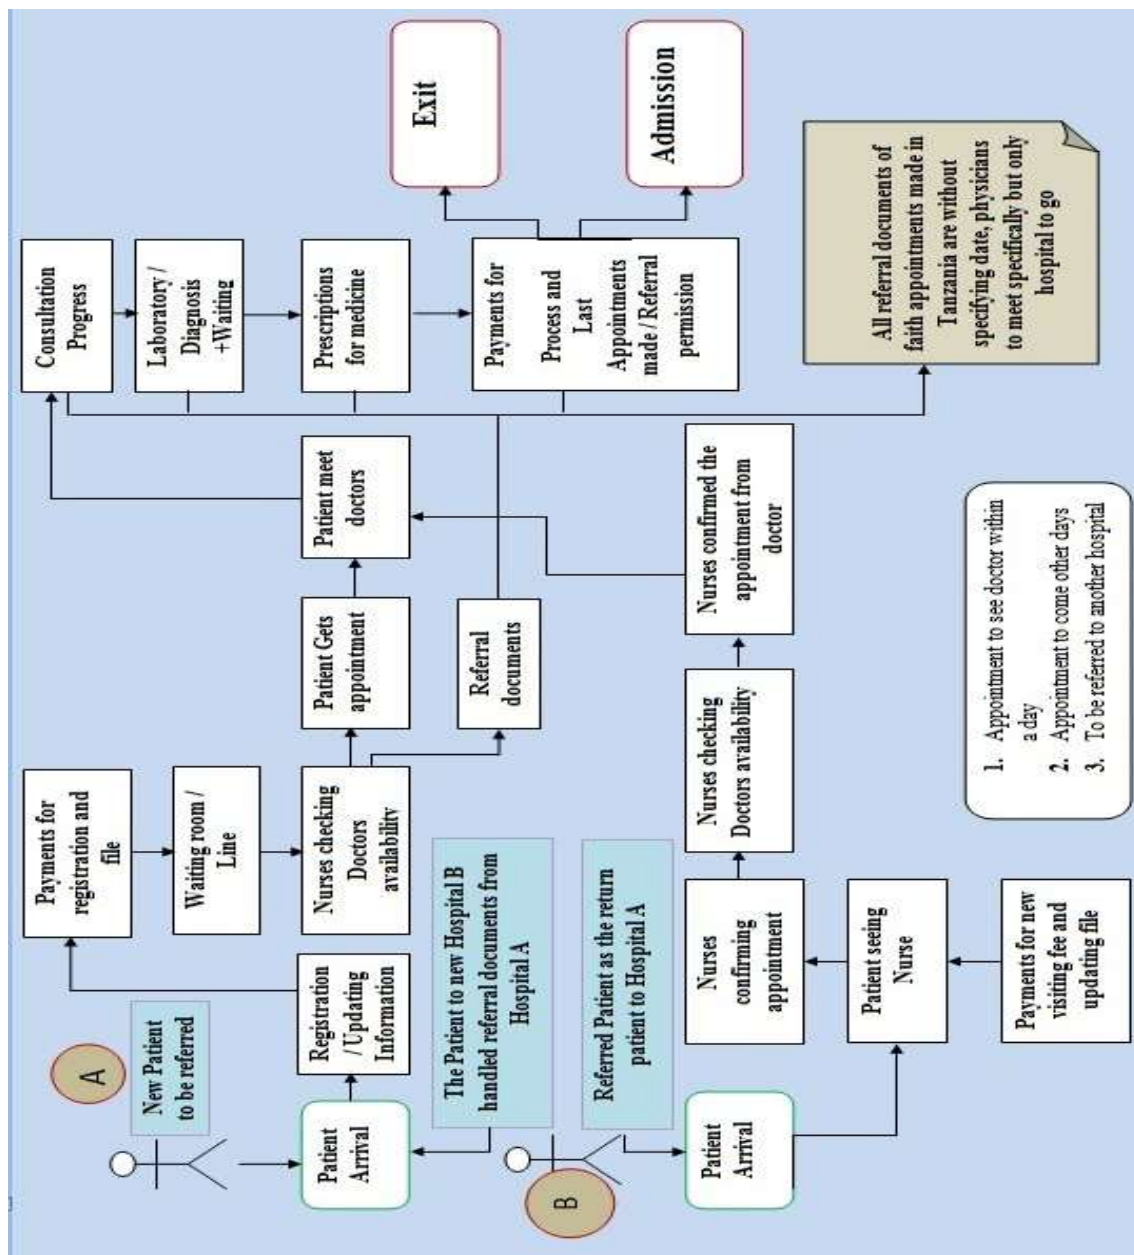 A
New Patient
to be referred
Patient
Arrival
Registration
/ Updating
Information
Payments for
registration and
file
Waiting room /
Line
Nurses checking
Doctors
availability
Patient Gets
appointment
Patient meet
doctors
Referral
documents
Consultation
Progress
Laboratory /
Diagnosis
+Waiting
Prescriptions
for medicine
Payments for
Process and
Last
Appointments
made / Referral
permission
Exit
Admission
The Patient to new Hospital B
handled referral documents from
Hospital A
B
Referred Patient as the return
patient to Hospital A
Patient
Arrival
Nurses
confirming
appointment
Patient seeing
Nurse
Payments for new
visiting fee and
updating file
Nurses checking
Doctors availability
Nurses confirmed the
appointment from
doctor
1. Appointment to see doctor within
a day
2. Appointment to come other days
3. To be referred to another hospital
All referral documents of
faith appointments made in
Tanzania are without
specifying date, physicians
to meet specifically but only
hospital to go